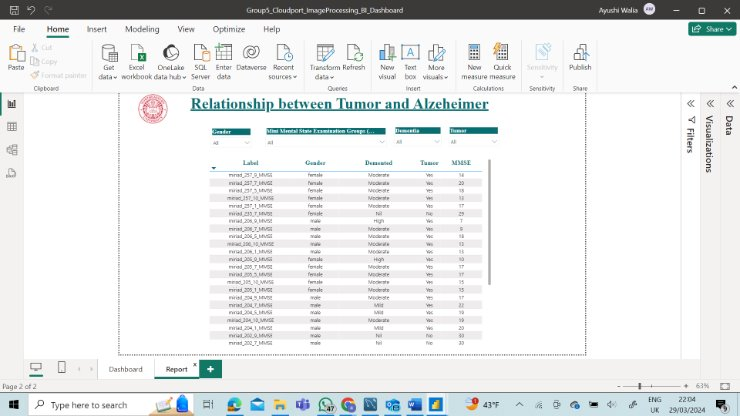 Group5_Cloudport_ImageProcessing_BI_Dashboard
Ayushi Walia AW
File Home Insert Modeling View Optimize Help
Share
Paste
Cut
Copy
Format painter
Get data
Excel workbook
OneLake data hub
SQL Server
Enter data
Dataverse
Recent sources
Transform data
Refresh
New visual
Text box
More visuals
New measure
Quick measure
Sensitivity
Publish
Clipboard Data Queries Insert Calculations Sensitivity Share
Relationship between Tumor and Alzeheimer
Gender Mini Mental State Examination Groups (... Dementia Tumor
All All All All
Label Gender Demented Tumor MMSE
miriad_257_9_MMSE female Moderate Yes 14
miriad_257_7_MMSE female Moderate Yes 20
miriad_257_5_MMSE female Moderate Yes 18
miriad_257_10_MMSE female Moderate Yes 13
miriad_257_1_MMSE female Moderate Yes 17
miriad_235_7_MMSE female Nil No 29
miriad_206_9_MMSE male High Yes 7
miriad_206_7_MMSE male Moderate Yes 9
miriad_206_5_MMSE male Moderate Yes 18
miriad_206_10_MMSE male Moderate Yes 13
miriad_206_1_MMSE male Moderate Yes 13
miriad_205_9_MMSE female High Yes 10
miriad_205_7_MMSE female Moderate Yes 17
miriad_205_5_MMSE female Moderate Yes 17
miriad_205_10_MMSE female Moderate Yes 15
miriad_205_1_MMSE female Moderate Yes 15
miriad_204_9_MMSE male Moderate Yes 17
miriad_204_7_MMSE male Mild Yes 22
miriad_204_5_MMSE male Mild Yes 19
miriad_204_10_MMSE male Moderate Yes 19
miriad_204_1_MMSE male Mild Yes 20
miriad_202_9_MMSE male Nil No 30
miriad_202_7_MMSE male Nil No 30
Filters
Visualizations
Data
Dashboard Report
Page 2 of 2
63%
Type here to search
47
43°F
ENG
UK
22:04
29/03/2024